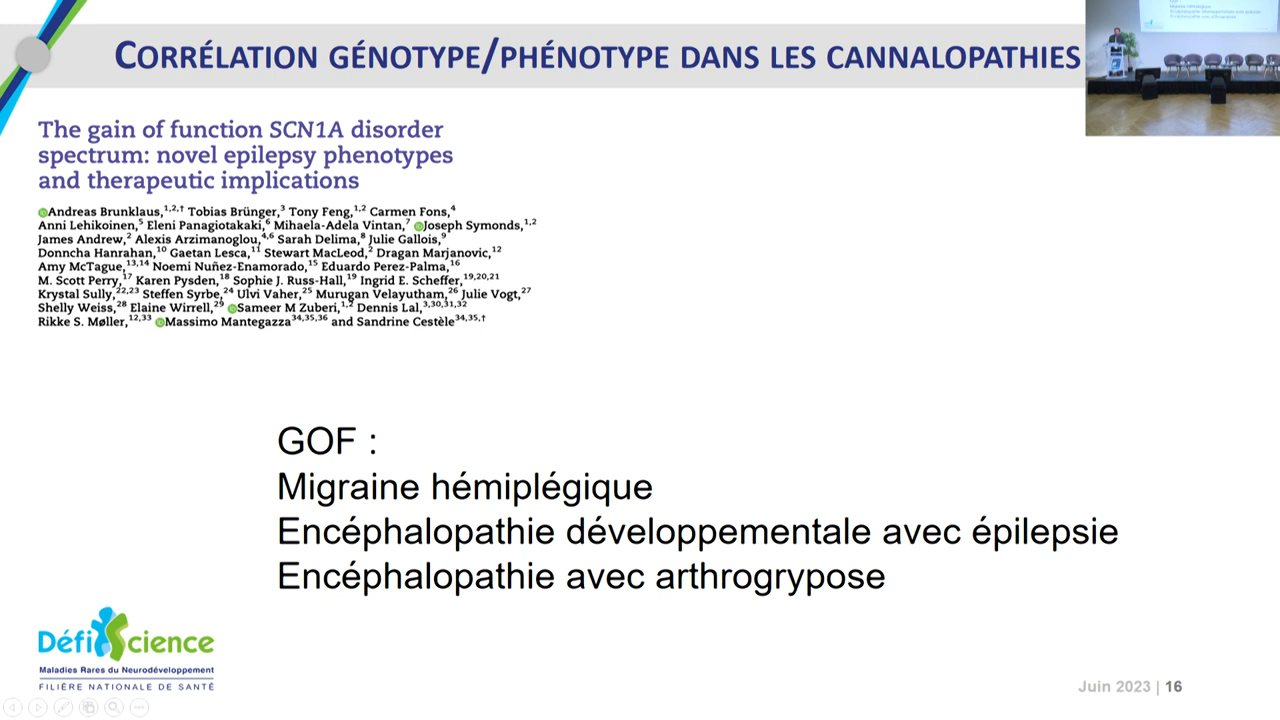 CORRÉLATION GÉNOTYPE/PHÉNOTYPE DANS LES CANNALOPATHIES
The gain of function SCN1A disorder
spectrum: novel epilepsy phenotypes
and therapeutic implications
Andreas Brunklaus,1,2,† Tobias Brünger,3 Tony Feng,1,2 Carmen Fons,4
Anni Lehikoinen,5 Eleni Panagiotakaki,6 Mihaela-Adela Vintan,7 Joseph Symonds,1,2
James Andrew,2 Alexis Arzimanoglou,4,6 Sarah Delima,8 Julie Gallois,9
Donncha Hanrahan,10 Gaetan Lesca,11 Stewart MacLeod,2 Dragan Marjanovic,12
Amy McTague,13,14 Noemi Nuñez-Enamorado,15 Eduardo Perez-Palma,16
M. Scott Perry,17 Karen Pysden,18 Sophie J. Russ-Hall,19 Ingrid E. Scheffer,19,20,21
Krystal Sully,22,23 Steffen Syrbe,24 Ulvi Vaher,25 Murugan Velayutham,26 Julie Vogt,27
Shelly Weiss,28 Elaine Wirrell,29 Sameer M Zuberi,1,2 Dennis Lal,3,30,31,32
Rikke S. Møller,12,33 Massimo Mantegazza34,35,36 and Sandrine Cestèle34,35,†
GOF :
Migraine hémiplégique
Encéphalopathie développementale avec épilepsie
Encéphalopathie avec arthrogrypose
DéfiScience
Maladies Rares du Neurodéveloppement
FILIÈRE NATIONALE DE SANTÉ
Juin 2023 | 16